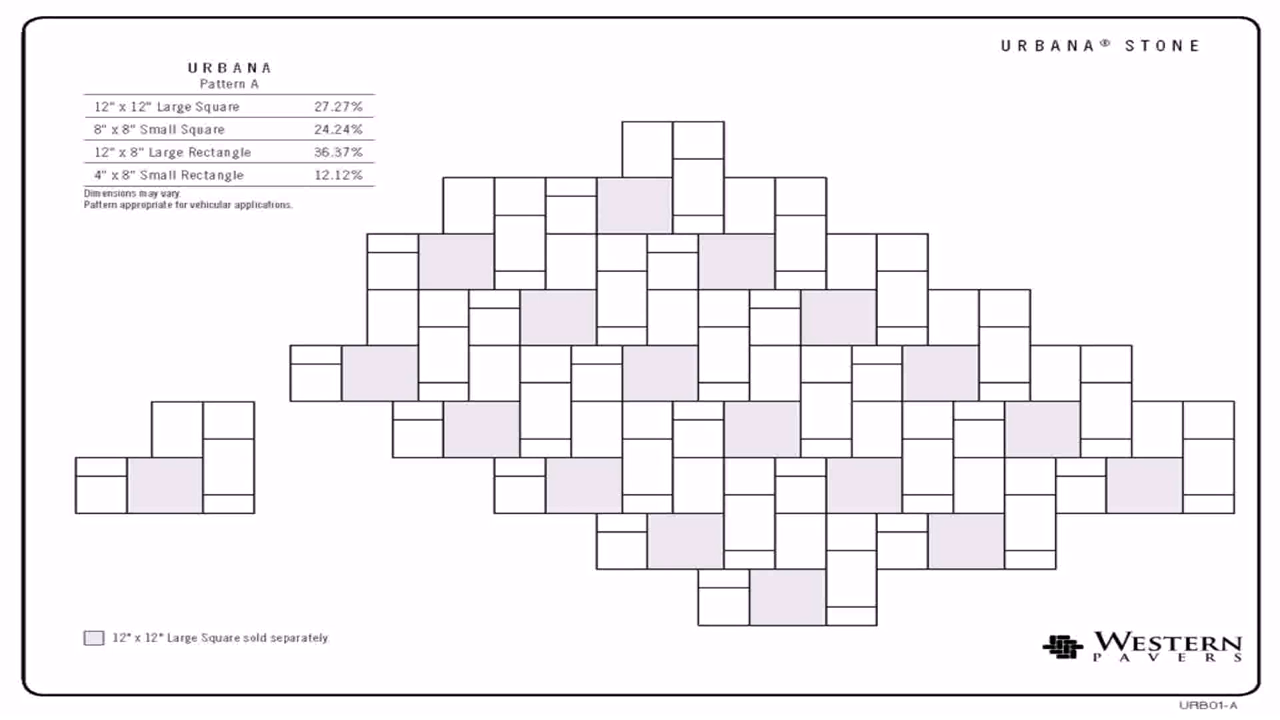 URBANA® STONE
URBANA
Pattern A
12" x 12" Large Square 27.27%
8" x 8" Small Square 24.24%
12" x 8" Large Rectangle 36.37%
4" x 8" Small Rectangle 12.12%
Dimensions may vary.
Pattern appropriate for vehicular applications.
12" x 12" Large Square sold separately
WESTERN
PAVERS
URB01-A